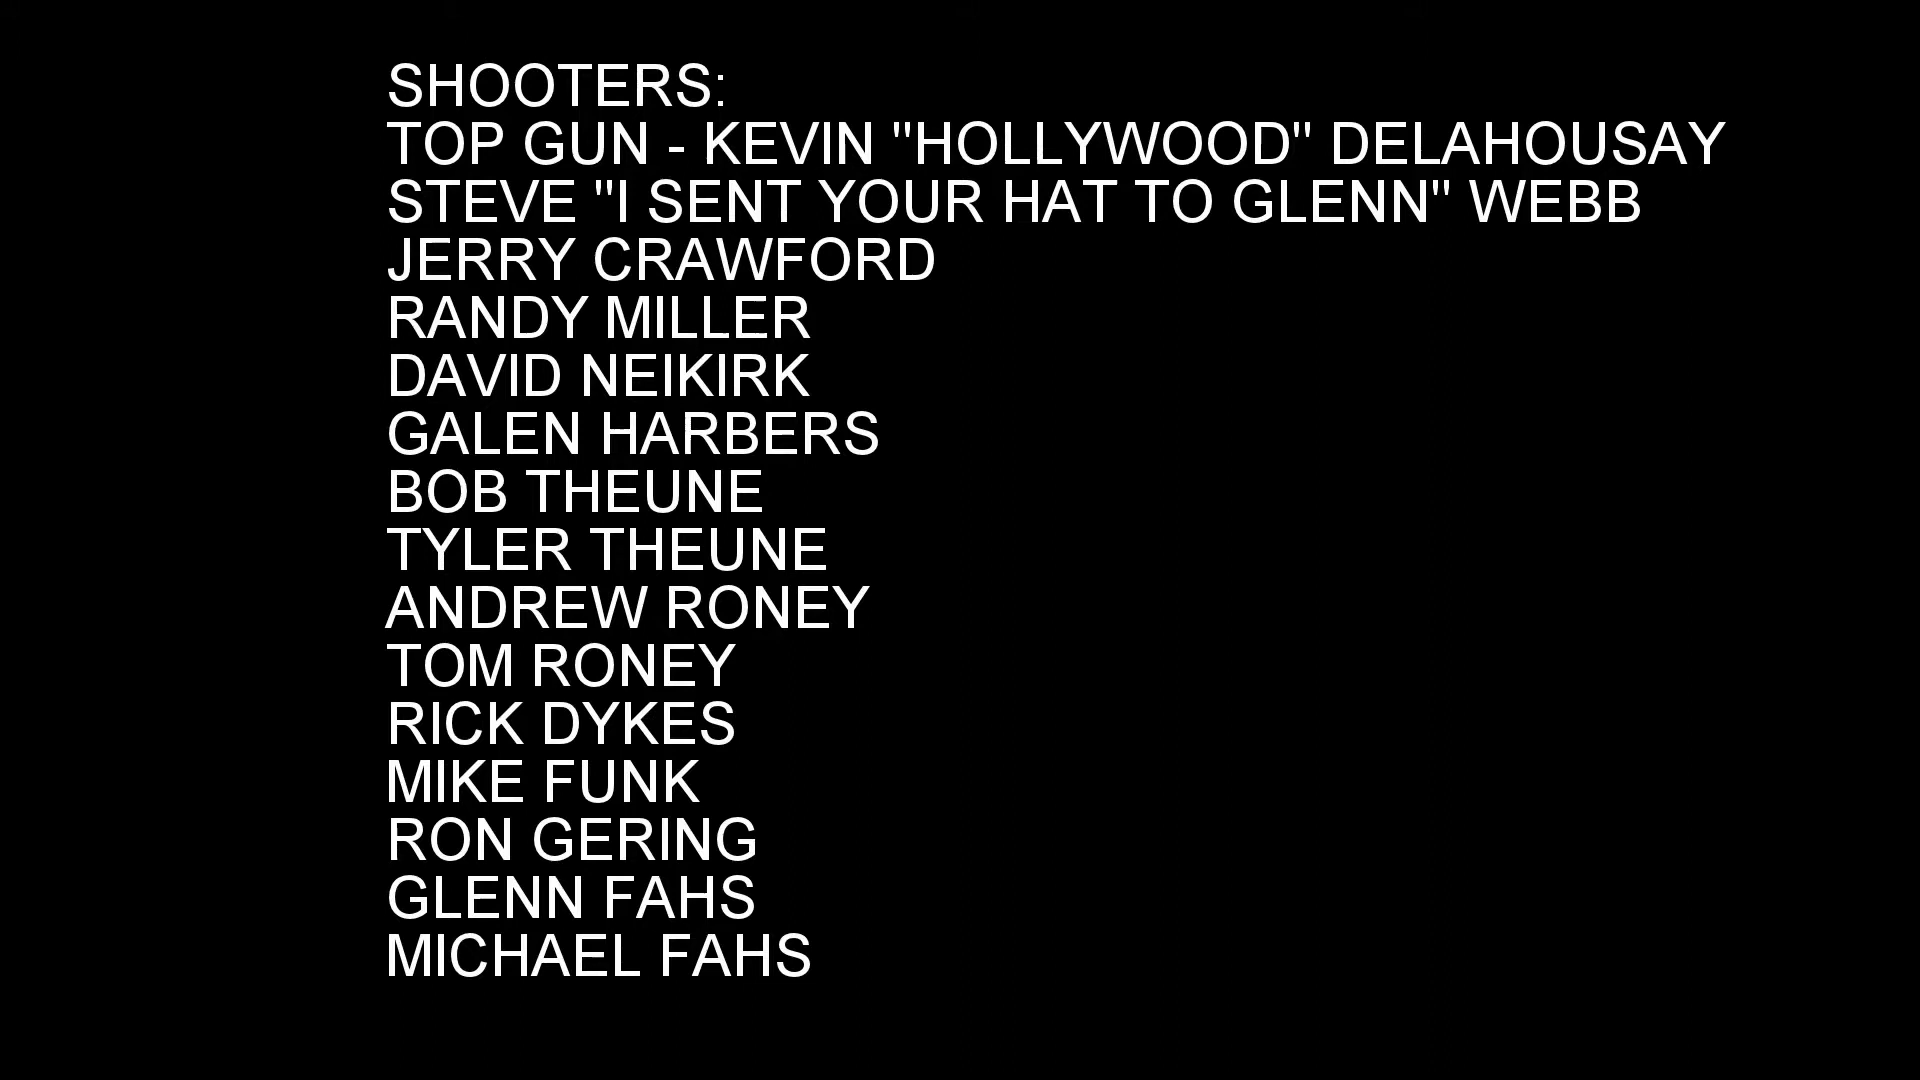 SHOOTERS:
TOP GUN - KEVIN "HOLLYWOOD" DELAHOUSAY
STEVE "I SENT YOUR HAT TO GLENN" WEBB
JERRY CRAWFORD
RANDY MILLER
DAVID NEIKIRK
GALEN HARBERS
BOB THEUNE
TYLER THEUNE
ANDREW RONEY
TOM RONEY
RICK DYKES
MIKE FUNK
RON GERING
GLENN FAHS
MICHAEL FAHS